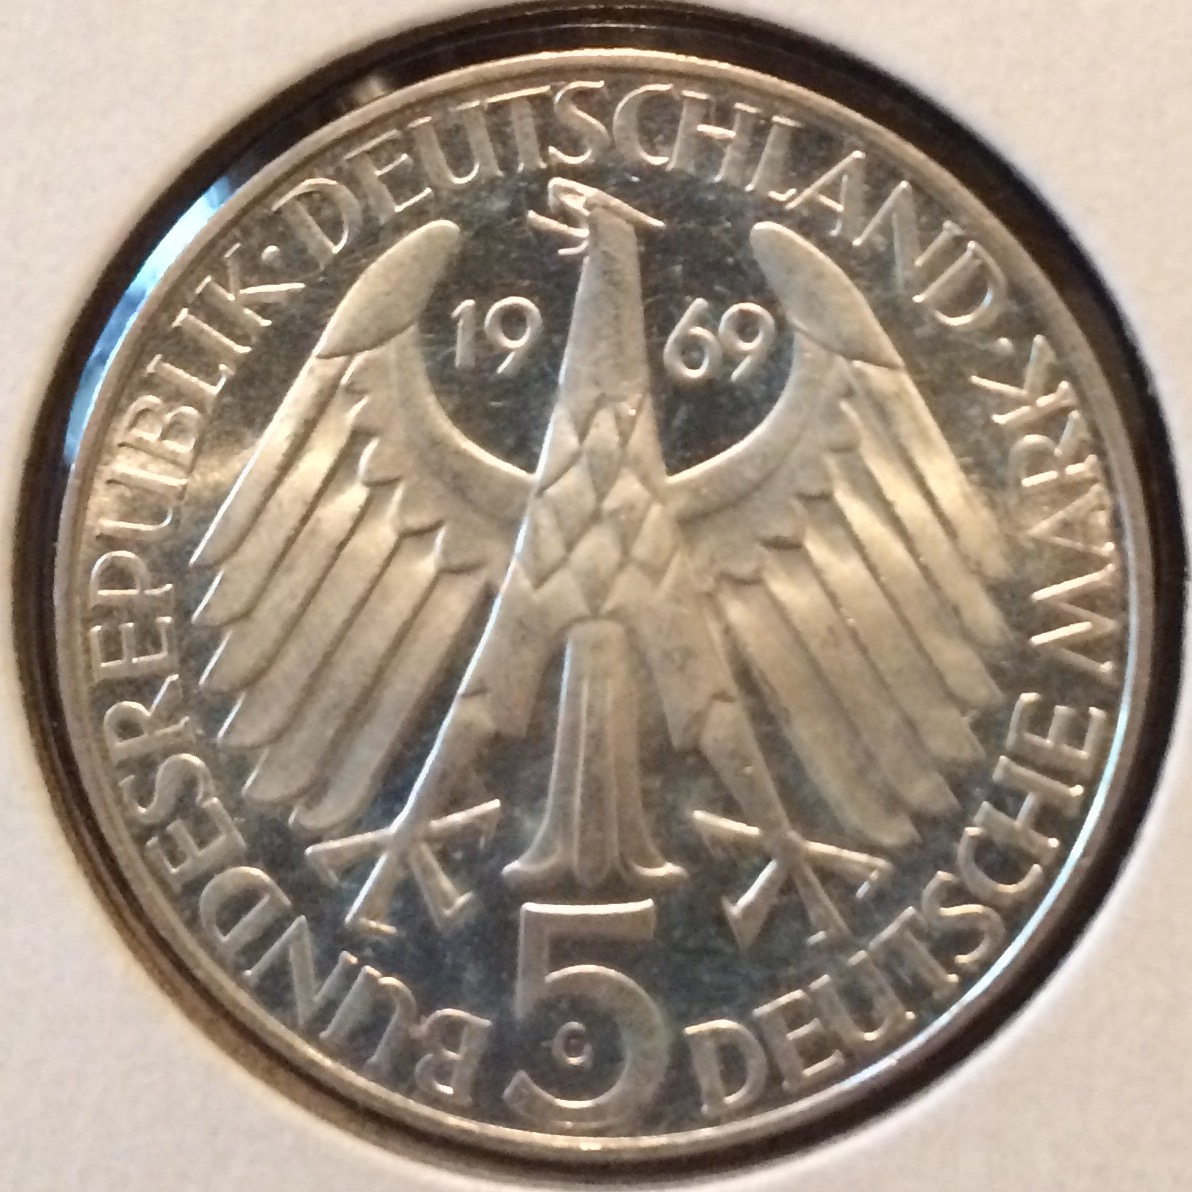 BUNDESREPUBLIK · DEUTSCHLAND · DEUTSCHE MARK
19 69
5
G